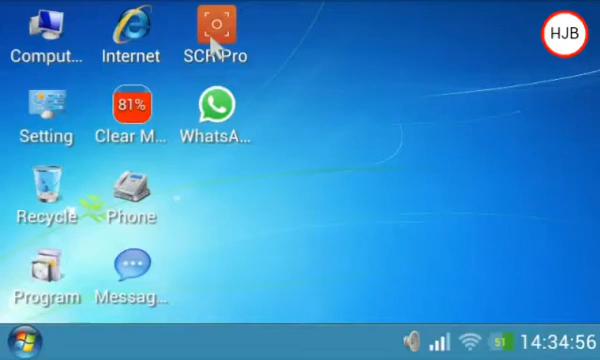 Comput...
Internet
SCR Pro
HJB
Setting
81%
Clear M...
WhatsA...
Recycle
Phone
Program
Messag...
51
14:34:56